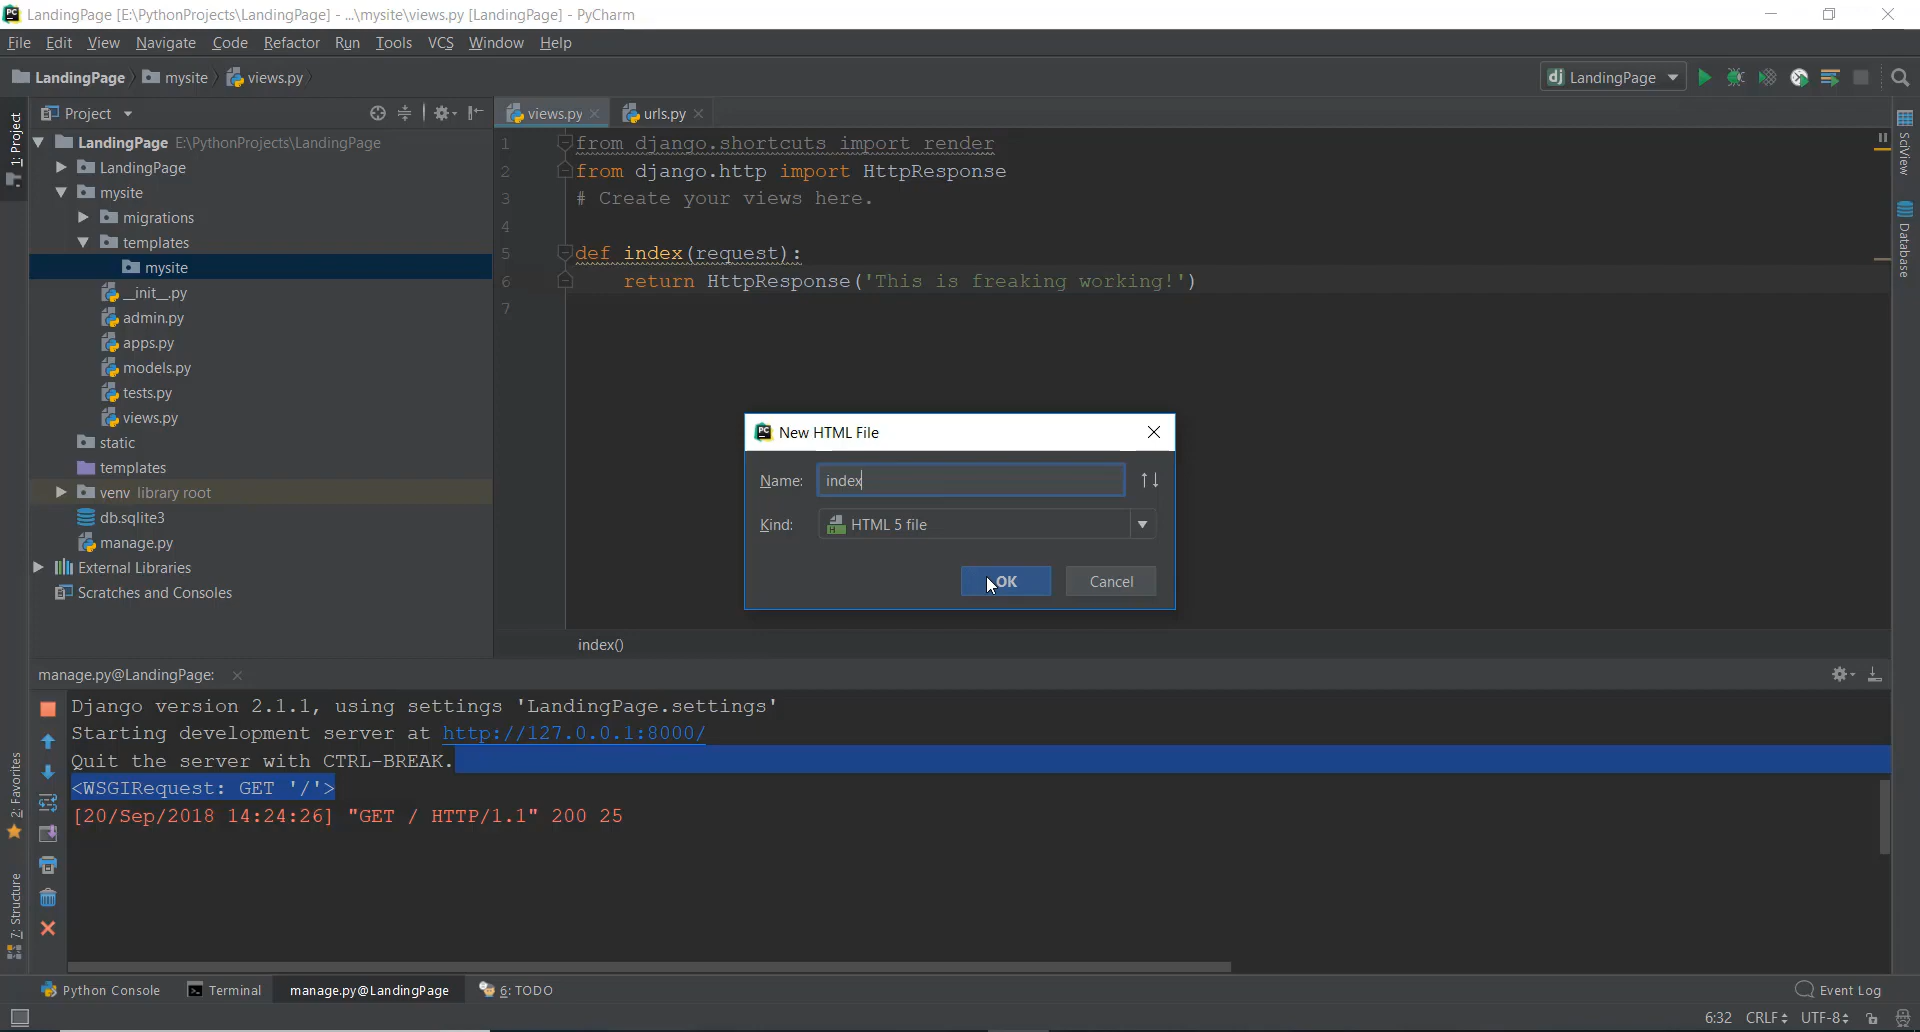 LandingPage [E:\PythonProjects\LandingPage] - ...\mysite\views.py [LandingPage] - PyCharm
File Edit View Navigate Code Refactor Run Tools VCS Window Help
LandingPage mysite views.py
dj LandingPage
1: Project
Project
views.py
urls.py
LandingPage E:\PythonProjects\LandingPage
LandingPage
mysite
migrations
templates
mysite
__init__.py
admin.py
apps.py
models.py
tests.py
views.py
static
templates
venv library root
db.sqlite3
manage.py
External Libraries
Scratches and Consoles
1 from django.shortcuts import render
2 from django.http import HttpResponse
3 # Create your views here.
4
5 def index(request):
6 return HttpResponse('This is freaking working!')
7
SciView
Database
PC New HTML File
Name: index
Kind: H HTML 5 file
OK Cancel
index()
manage.py@LandingPage:
Django version 2.1.1, using settings 'LandingPage.settings'
Starting development server at http://127.0.0.1:8000/
Quit the server with CTRL-BREAK.
<WSGIRequest: GET '/'>
[20/Sep/2018 14:24:26] "GET / HTTP/1.1" 200 25
2: Favorites
7: Structure
Python Console Terminal manage.py@LandingPage 6: TODO Event Log
6:32 CRLF UTF-8